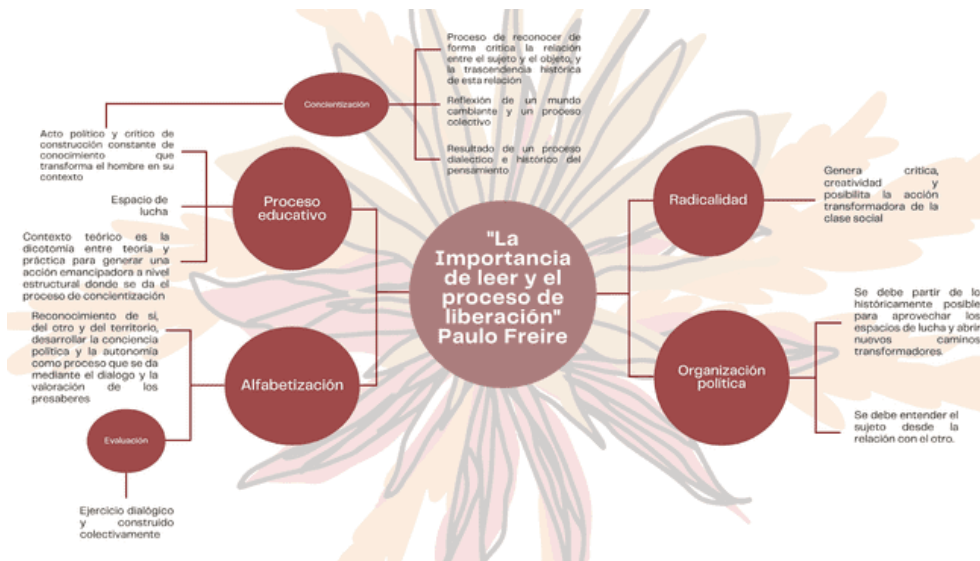 Proceso de reconocer de
forma critica la relación
entre el sujeto y el objeto, y
la trascendencia histórica
de esta relación
Concientización
Reflexión de un mundo
cambiante y un proceso
colectivo
Resultado de un proceso
dialectico e histórico del
pensamiento
Acto político y crítico de
construcción constante de
conocimiento que
transforma el hombre en su
contexto
Proceso
educativo
Espacio de
lucha
Contexto teórico es la
dicotomía entre teoría y
práctica para generar una
acción emancipadora a nivel
estructural donde se da el
proceso de concientización
Reconocimiento de sí,
del otro y del territorio,
desarrollar la conciencia
política y la autonomía
como proceso que se da
mediante el dialogo y la
valoración de los
presaberes
Alfabetización
Evaluación
Ejercicio dialógico
y construido
colectivamente
"La
Importancia
de leer y el
proceso de
liberación"
Paulo Freire
Radicalidad
Genera critica,
creatividad y
posibilita la acción
transformadora de la
clase social
Organización
política
Se debe partir de lo
históricamente posible
para aprovechar los
espacios de lucha y abrir
nuevos caminos
transformadores.
Se debe entender el
sujeto desde la
relación con el otro.